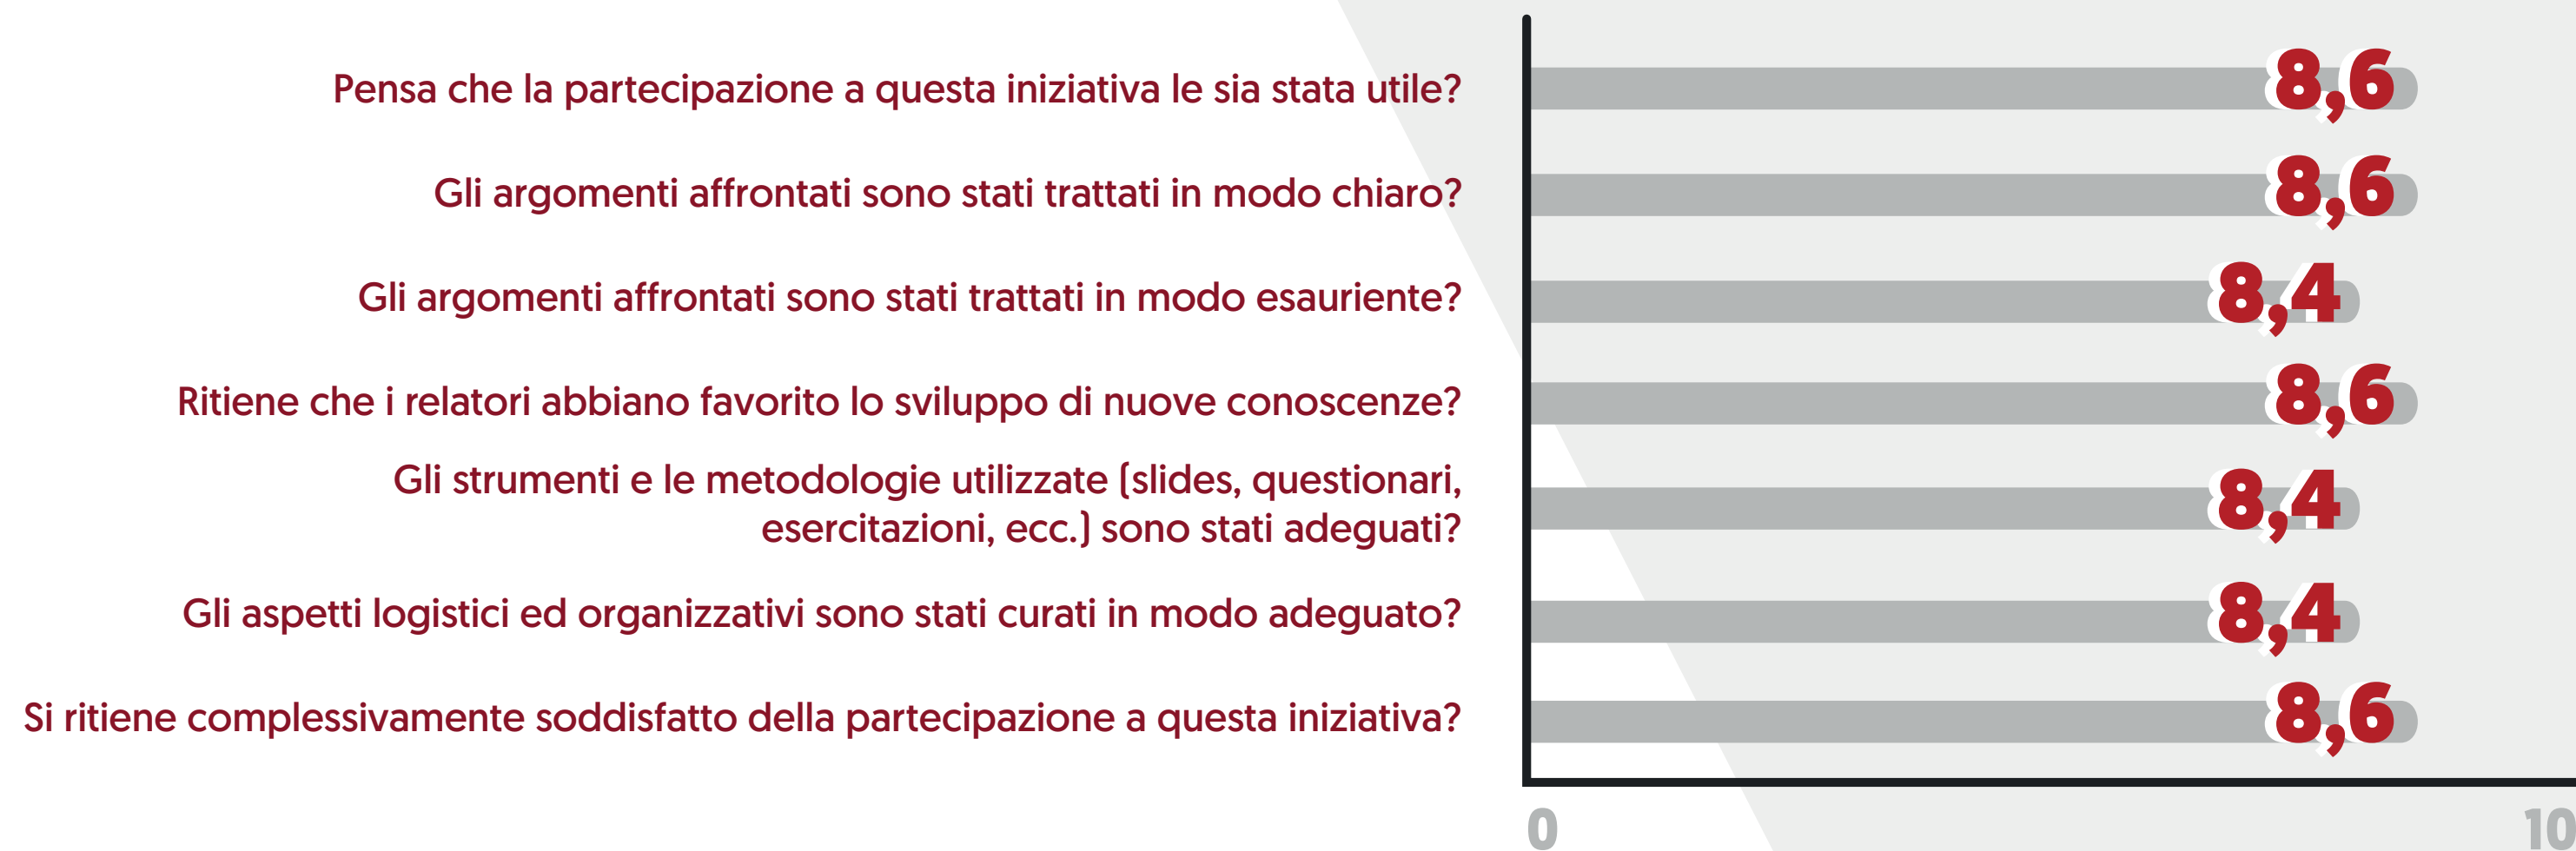 Pensa che la partecipazione a questa iniziativa le sia stata utile?
8,6
Gli argomenti affrontati sono stati trattati in modo chiaro?
8,6
Gli argomenti affrontati sono stati trattati in modo esauriente?
8,4
Ritiene che i relatori abbiano favorito lo sviluppo di nuove conoscenze?
8,6
Gli strumenti e le metodologie utilizzate (slides, questionari,
esercitazioni, ecc.) sono stati adeguati?
8,4
Gli aspetti logistici ed organizzativi sono stati curati in modo adeguato?
8,4
Si ritiene complessivamente soddisfatto della partecipazione a questa iniziativa?
8,6
0
10